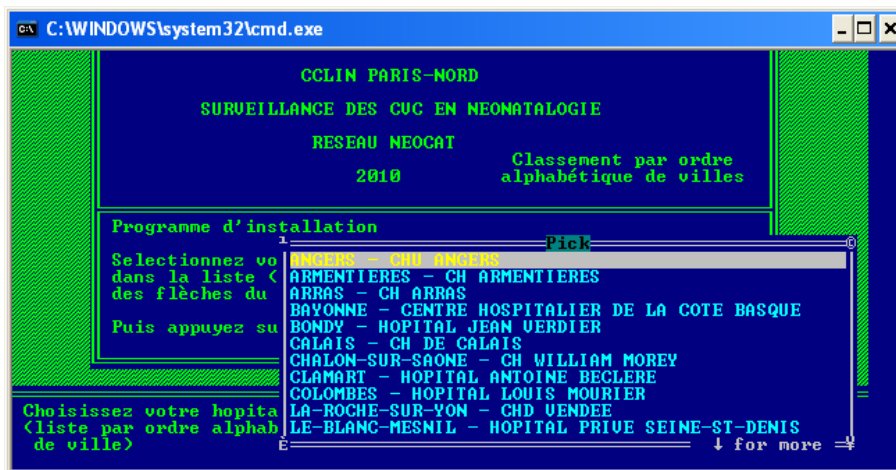 C:\WINDOWS\system32\cmd.exe
CCLIN PARIS-NORD
SURVEILLANCE DES CVC EN NEONATALOGIE
RESEAU NEOCAT
2010
Classement par ordre
alphabétique de villes
Programme d'installation
Selectionnez vo
dans la liste (
des flèches du
Puis appuyez su
Pick
ANGERS - CHU ANGERS
ARMENTIERES - CH ARMENTIERES
ARRAS - CH ARRAS
BAYONNE - CENTRE HOSPITALIER DE LA COTE BASQUE
BONDY - HOPITAL JEAN VERDIER
CALAIS - CH DE CALAIS
CHALON-SUR-SAONE - CH WILLIAM MOREY
CLAMART - HOPITAL ANTOINE BECLERE
COLOMBES - HOPITAL LOUIS MOURIER
LA-ROCHE-SUR-YON - CHD VENDEE
LE-BLANC-MESNIL - HOPITAL PRIVE SEINE-ST-DENIS
↓ for more
Choisissez votre hopita
(liste par ordre alphab
de ville)